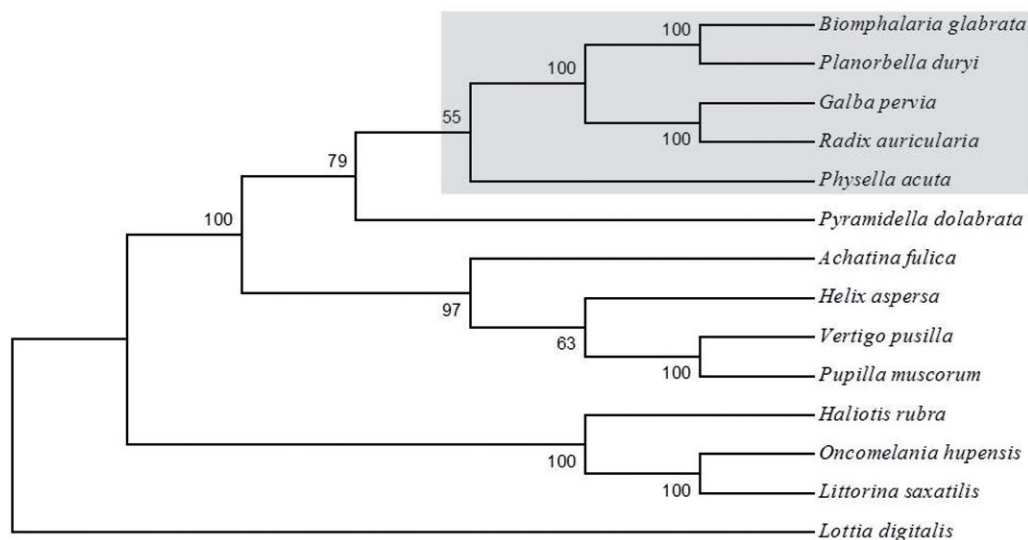 Biomphalaria glabrata
100
Planorbella duryi
100
Galba pervia
55
100
Radix auricularia
79
Physella acuta
100
Pyramidella dolabrata
Achatina fulica
97
Helix aspersa
63
Vertigo pusilla
100
Pupilla muscorum
Haliotis rubra
100
Oncomelania hupensis
100
Littorina saxatilis
Lottia digitalis